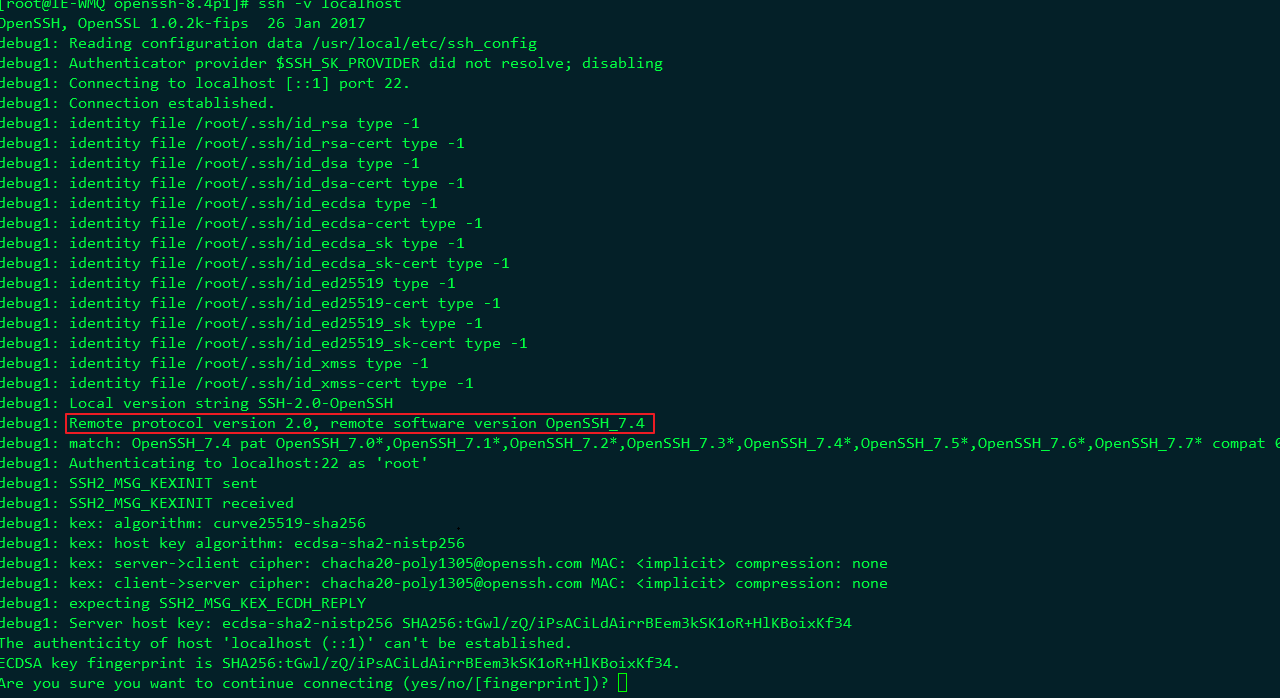 [root@IE-WMQ openssh-8.4p1]# ssh -v localhost
OpenSSH, OpenSSL 1.0.2k-fips  26 Jan 2017
debug1: Reading configuration data /usr/local/etc/ssh_config
debug1: Authenticator provider $SSH_SK_PROVIDER did not resolve; disabling
debug1: Connecting to localhost [::1] port 22.
debug1: Connection established.
debug1: identity file /root/.ssh/id_rsa type -1
debug1: identity file /root/.ssh/id_rsa-cert type -1
debug1: identity file /root/.ssh/id_dsa type -1
debug1: identity file /root/.ssh/id_dsa-cert type -1
debug1: identity file /root/.ssh/id_ecdsa type -1
debug1: identity file /root/.ssh/id_ecdsa-cert type -1
debug1: identity file /root/.ssh/id_ecdsa_sk type -1
debug1: identity file /root/.ssh/id_ecdsa_sk-cert type -1
debug1: identity file /root/.ssh/id_ed25519 type -1
debug1: identity file /root/.ssh/id_ed25519-cert type -1
debug1: identity file /root/.ssh/id_ed25519_sk type -1
debug1: identity file /root/.ssh/id_ed25519_sk-cert type -1
debug1: identity file /root/.ssh/id_xmss type -1
debug1: identity file /root/.ssh/id_xmss-cert type -1
debug1: Local version string SSH-2.0-OpenSSH
debug1: Remote protocol version 2.0, remote software version OpenSSH_7.4
debug1: match: OpenSSH_7.4 pat OpenSSH_7.0*,OpenSSH_7.1*,OpenSSH_7.2*,OpenSSH_7.3*,OpenSSH_7.4*,OpenSSH_7.5*,OpenSSH_7.6*,OpenSSH_7.7* compat 0
debug1: Authenticating to localhost:22 as 'root'
debug1: SSH2_MSG_KEXINIT sent
debug1: SSH2_MSG_KEXINIT received
debug1: kex: algorithm: curve25519-sha256
debug1: kex: host key algorithm: ecdsa-sha2-nistp256
debug1: kex: server->client cipher: chacha20-poly1305@openssh.com MAC: <implicit> compression: none
debug1: kex: client->server cipher: chacha20-poly1305@openssh.com MAC: <implicit> compression: none
debug1: expecting SSH2_MSG_KEX_ECDH_REPLY
debug1: Server host key: ecdsa-sha2-nistp256 SHA256:tGwl/zQ/iPsACiLdAirrBEem3kSK1oR+HlKBoixKf34
The authenticity of host 'localhost (::1)' can't be established.
ECDSA key fingerprint is SHA256:tGwl/zQ/iPsACiLdAirrBEem3kSK1oR+HlKBoixKf34.
Are you sure you want to continue connecting (yes/no/[fingerprint])?